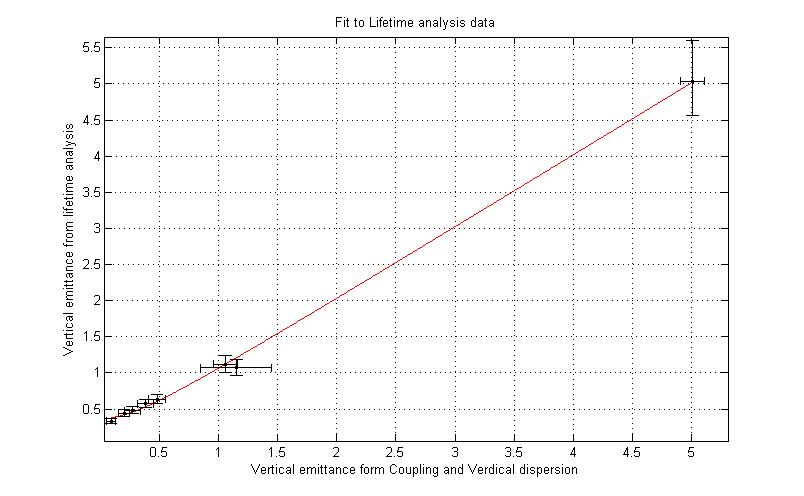 Fit to Lifetime analysis data
Vertical emittance from lifetime analysis
5.5
5
4.5
4
3.5
3
2.5
2
1.5
1
0.5
0.5 1 1.5 2 2.5 3 3.5 4 4.5 5
Vertical emittance form Coupling and Verdical dispersion